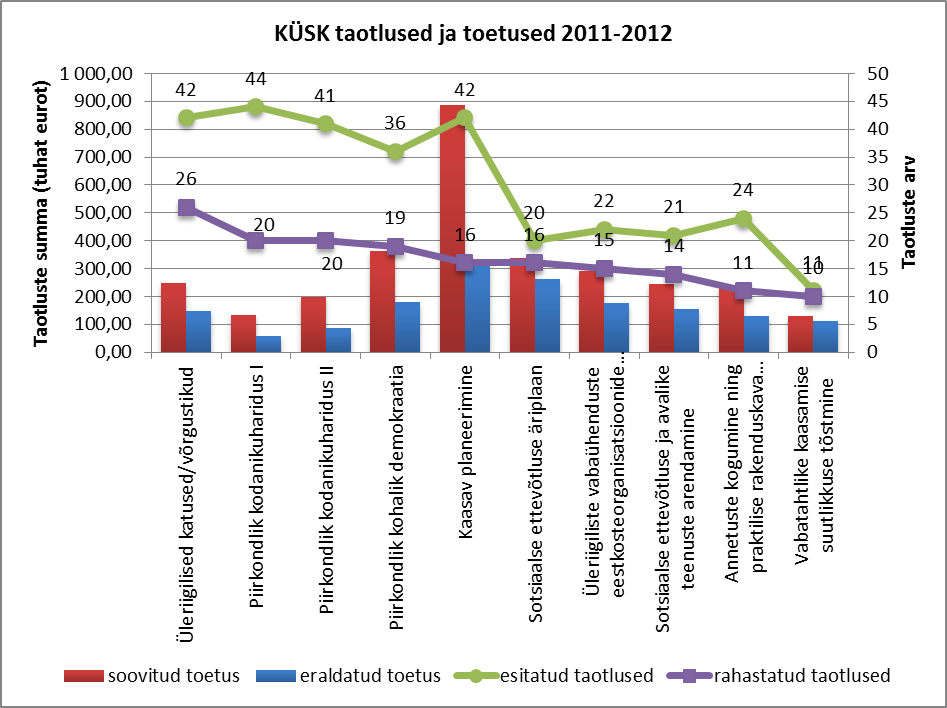 KÜSK taotlused ja toetused 2011-2012
Taotluste summa (tuhat eurot)
1 000,00
900,00
800,00
700,00
600,00
500,00
400,00
300,00
200,00
100,00
0,00
42
44
41
36
42
20
22
21
24
11
26
20
20
19
16
16
15
14
11
10
50
45
40
35
30
25
20
15
10
5
0
Taotluste arv
Üleriigilised katused/võrgustikud
Piirkondlik kodanikuharidus I
Piirkondlik kodanikuharidus II
Piirkondlik kohalik demokraatia
Kaasav planeerimine
Sotsiaalse ettevõtluse äriplaan
Üleriigiliste vabaühenduste
eestkosteorganisatsioonide…
Sotsiaalse ettevõtluse ja avalike
teenuste arendamine
Annetuste kogumine ning
praktilise rakenduskava…
Vabatahtlike kaasamise
suutlikkuse tõstmine
soovitud toetus
eraldatud toetus
esitatud taotlused
rahastatud taotlused